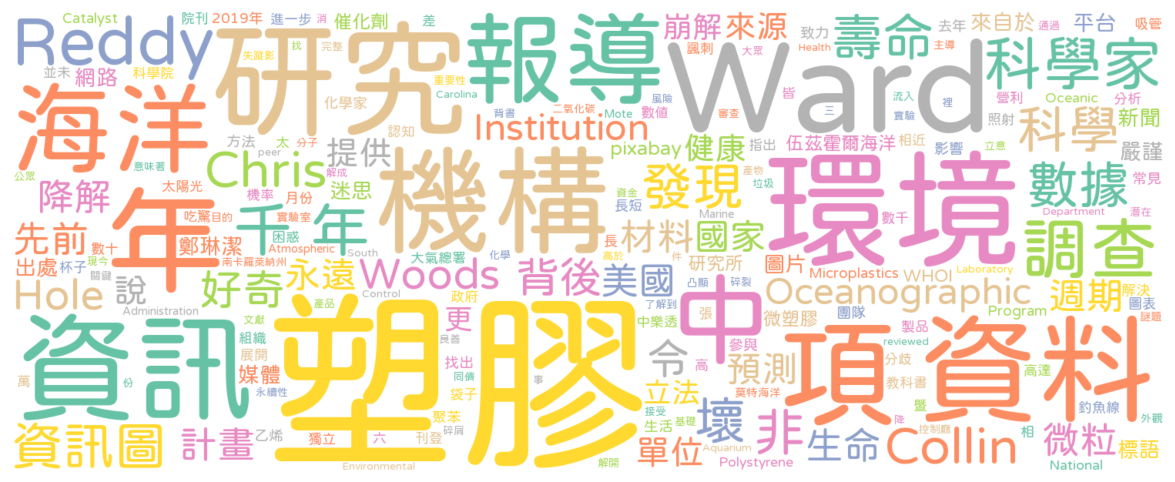 Catalyst 院刊 2019年 進一步 消 催化劑 差 崩解 來源 壽命 去年 來自於 平台 通過 吸管
Reddy 研究 報導 Ward 科學家
並未 網路 科學院 朱蹴影 找 完整 重要性 諷刺 大眾 致力 Health 主導
海洋 化學家 Carolina 背書 二氧化碳 Mote 風險 數值 審查 皆 三 流入 實驗 裡 營利 Oceanic 分析
認知 Institution 照射 科學 新聞
方法 太 分子 提供 pixabay 健康 指出 伍茲霍爾海洋 相近 影響 立意 嚴謹
公眾 意味著 peer 解成 Chris 機構 發現 產物 垃圾 環境 數據 常見
降解 太陽光 機率 月份 迷思 資金 長短 Marine 數千 Department 潛在
年 吃驚 目的 實驗室 千年 困惑 South 長 材料 國家 調查
先前 數十 鄭琳潔 Atmospheric 大氣總署 化學 高於 件 研究所 圖片 Microplastics WHOI Laboratory
出處 杯子 現今 關鍵 說 南卡羅萊納州 永遠 Woods 背後 美國 碎裂 凸顯
Hole 好奇 Control 政府 了解到 中 Oceanographic 週期 解決 圖表
Administration 產品 更 中樂透 張 微塑膠 團隊 Program 謎題
資訊 文獻 組織 塑膠 良善 令 參與 項資料 製品 reviewed
展開 找出 高 預測 分歧 高達
萬 份 媒體 永續性 袋子 同儕 立法 莫特海洋 教科書 暨 釣魚線
聚苯 事 接受 基礎 壞 非 降 控制廳 相 外觀
資訊圖 計畫 乙烯 獨立 六 刊登 碎屑 生活 單位 Aquarium 生命 Collin 微粒 標語
Environmental 解開 Polystyrene National